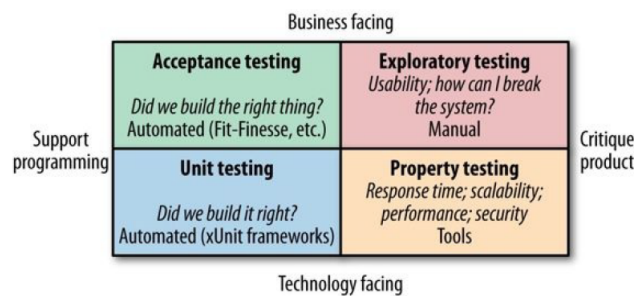 Business facing
Acceptance testing
Did we build the right thing?
Automated (Fit-Finesse, etc.)
Exploratory testing
Usability; how can I break
the system?
Manual
Support
programming
Critique
product
Unit testing
Did we build it right?
Automated (xUnit frameworks)
Property testing
Response time; scalability;
performance; security
Tools
Technology facing